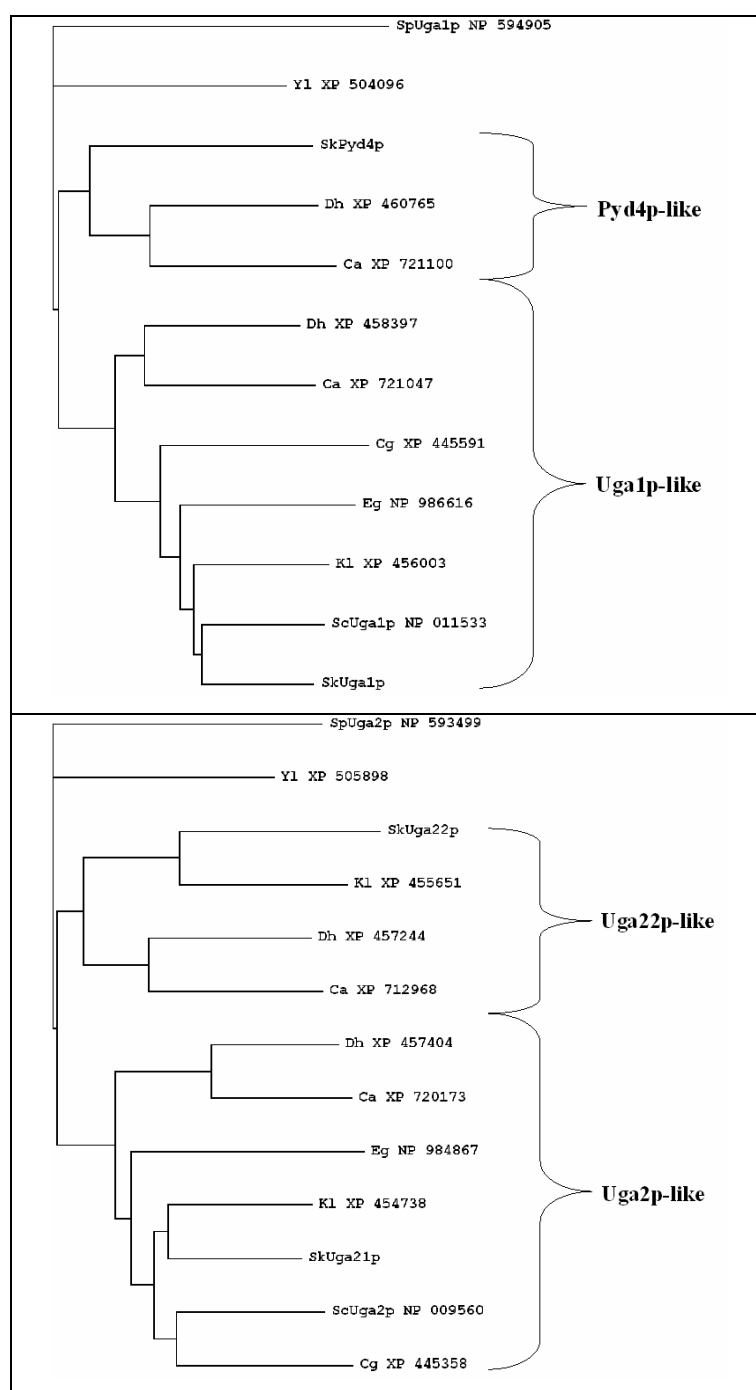 SpUga1p NP 594905
Yl XP 504096
SkPyd4p
Dh XP 460765
Pyd4p-like
Ca XP 721100
Dh XP 458397
Ca XP 721047
Cg XP 445591
Uga1p-like
Eg NP 986616
Kl XP 456003
ScUga1p NP 011533
SkUga1p
SpUga2p NP 593499
Yl XP 505898
SkUga22p
Kl XP 455651
Uga22p-like
Dh XP 457244
Ca XP 712968
Dh XP 457404
Ca XP 720173
Eg NP 984867
Uga2p-like
Kl XP 454738
SkUga21p
ScUga2p NP 009560
Cg XP 445358